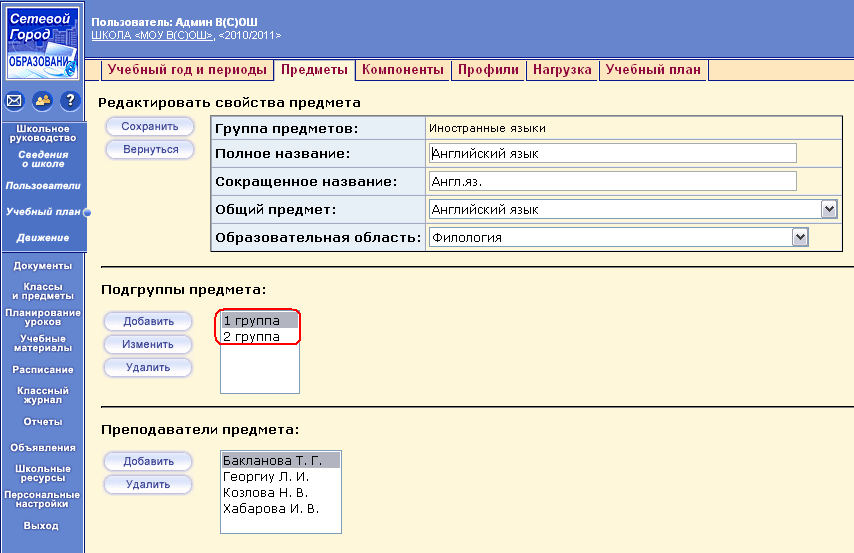 Сетевой
Город
ОБРАЗОВАНИ
Пользователь: Админ В(С)ОШ
ШКОЛА <МОУ В(С)ОШ>, <2010/2011>
Учебный год и периоды
Предметы
Компоненты
Профили
Нагрузка
Учебный план
?
Школьное
руководство
Сведения
о школе
Пользователи
Учебный план
Движение
Документы
Классы
и предметы
Планирование
уроков
Учебные
материалы
Расписание
Классный
журнал
Отчеты
Объявления
Школьные
ресурсы
Персональные
настройки
Выход
Редактировать свойства предмета
Сохранить
Вернуться
Группа предметов: Иностранные языки
Полное название: Английский язык
Сокращенное название: Англ.яз.
Общий предмет: Английский язык
Образовательная область: Филология
Подгруппы предмета:
Добавить
Изменить
Удалить
1 группа
2 группа
Преподаватели предмета:
Добавить
Удалить
Бакланова Т. Г.
Георгиу Л. И.
Козлова Н. В.
Хабарова И. В.